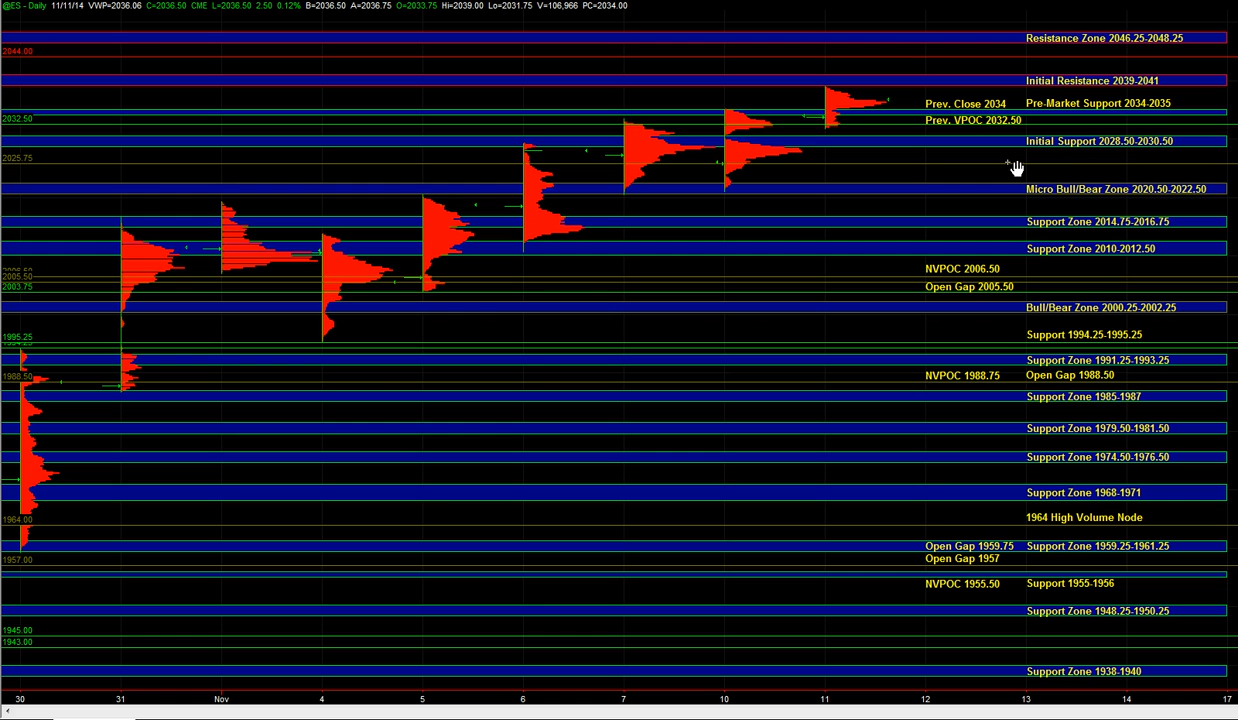 @ES - Daily 11/11/14 VWP=2036.06 C=2036.50 CME L=2036.50 2.50 0.12% B=2036.50 A=2036.75 O=2033.75 Hi=2039.00 Lo=2031.75 V=106,966 PC=2034.00
Resistance Zone 2046.25-2048.25
2044.00
Initial Resistance 2039-2041
Prev. Close 2034 Pre-Market Support 2034-2035
2032.50 Prev. VPOC 2032.50
Initial Support 2028.50-2030.50
2025.75
Micro Bull/Bear Zone 2020.50-2022.50
Support Zone 2014.75-2016.75
Support Zone 2010-2012.50
NVPOC 2006.50
2005.50
2003.75 Open Gap 2005.50
Bull/Bear Zone 2000.25-2002.25
1995.25 Support 1994.25-1995.25
Support Zone 1991.25-1993.25
1988.50 NVPOC 1988.75 Open Gap 1988.50
Support Zone 1985-1987
Support Zone 1979.50-1981.50
Support Zone 1974.50-1976.50
Support Zone 1968-1971
1964.00 1964 High Volume Node
Open Gap 1959.75 Support Zone 1959.25-1961.25
1957.00 Open Gap 1957
NVPOC 1955.50 Support 1955-1956
Support Zone 1948.25-1950.25
1945.00
1943.00
Support Zone 1938-1940
30 31 Nov 4 5 6 7 10 11 12 13 14 17